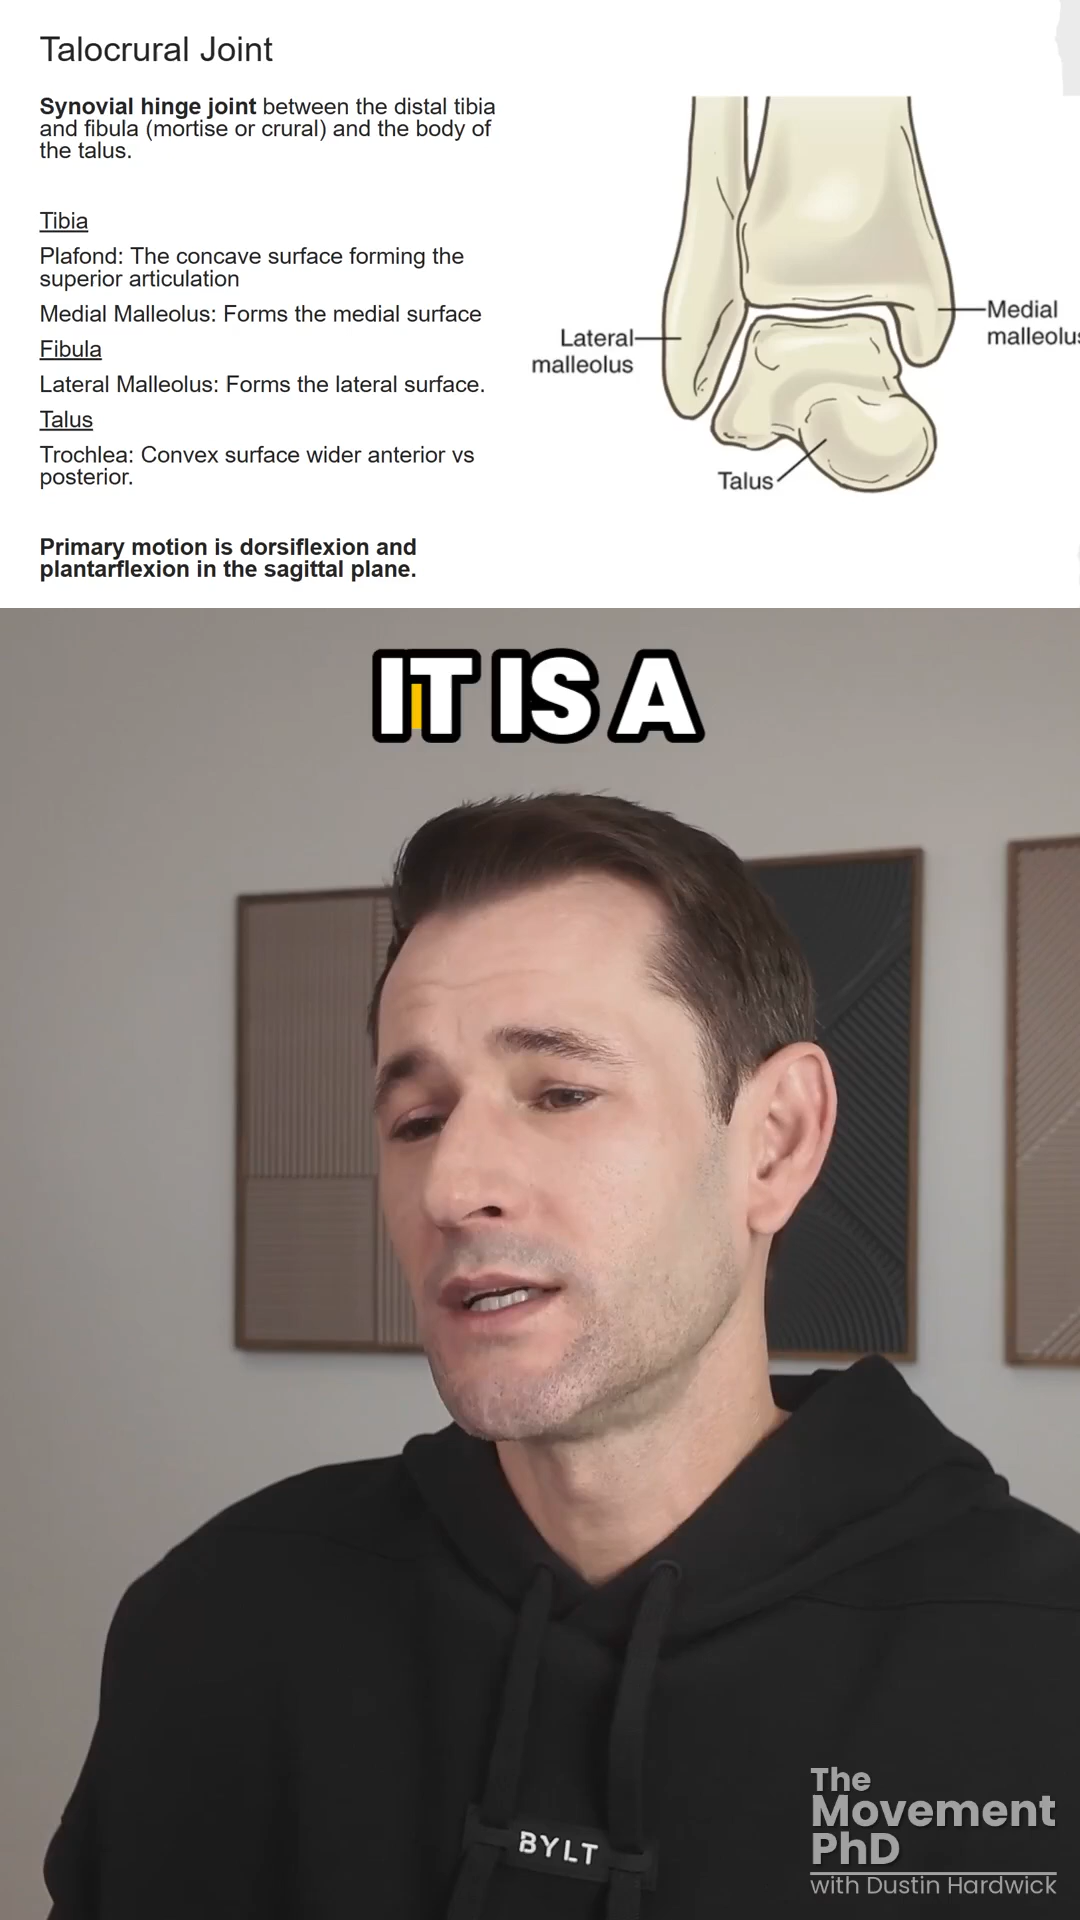 Talocrural Joint
Synovial hinge joint between the distal tibia
and fibula (mortise or crural) and the body of
the talus.
Tibia
Plafond: The concave surface forming the
superior articulation
Medial Malleolus: Forms the medial surface
Fibula
Lateral Malleolus: Forms the lateral surface.
Talus
Trochlea: Convex surface wider anterior vs
posterior.
Primary motion is dorsiflexion and
plantarflexion in the sagittal plane.
Lateral
malleolus
Medial
malleolus
Talus
IT IS A
BYLT
The
Movement
PhD
with Dustin Hardwick